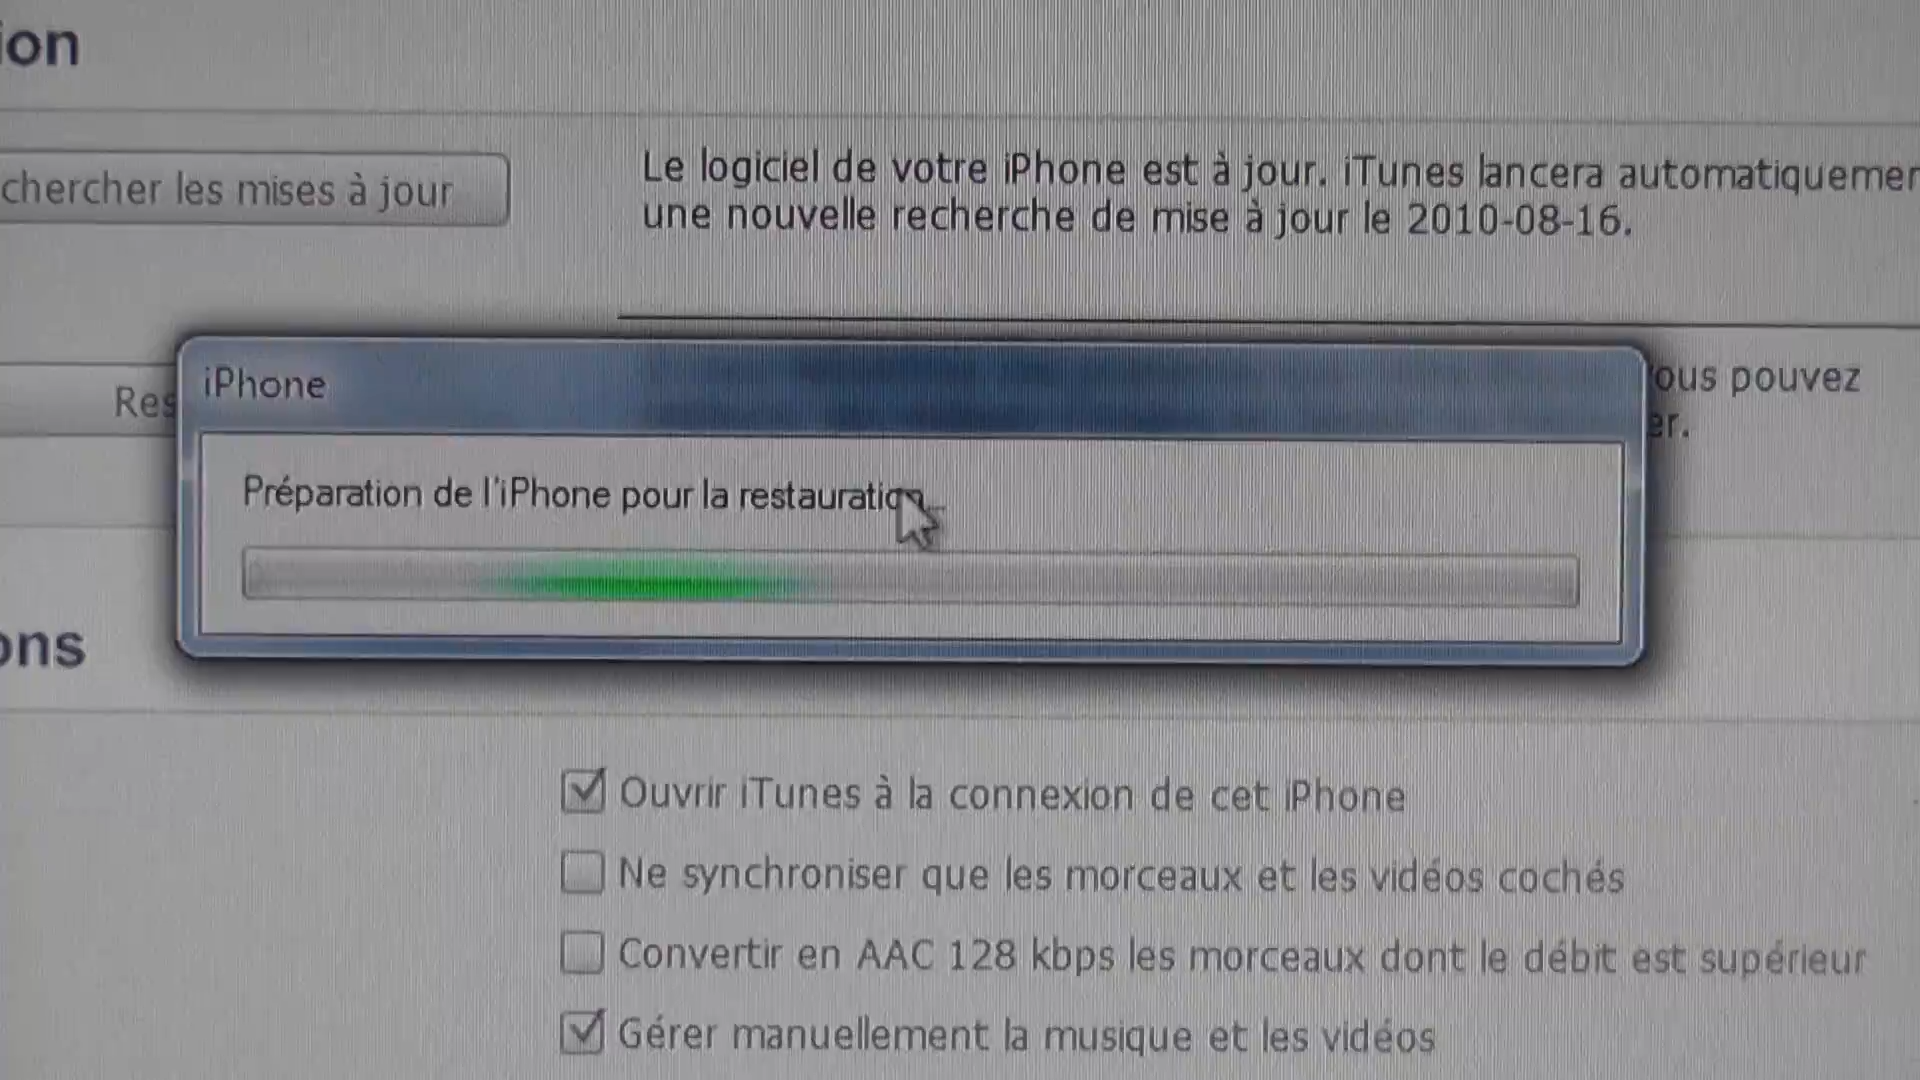 ion
chercher les mises à jour
Le logiciel de votre iPhone est à jour. iTunes lancera automatiquemen
une nouvelle recherche de mise à jour le 2010-08-16.
Res
iPhone
ous pouvez
er.
Préparation de l'iPhone pour la restauration...
ons
Ouvrir iTunes à la connexion de cet iPhone
Ne synchroniser que les morceaux et les vidéos cochés
Convertir en AAC 128 kbps les morceaux dont le débit est supérieur
Gérer manuellement la musique et les vidéos